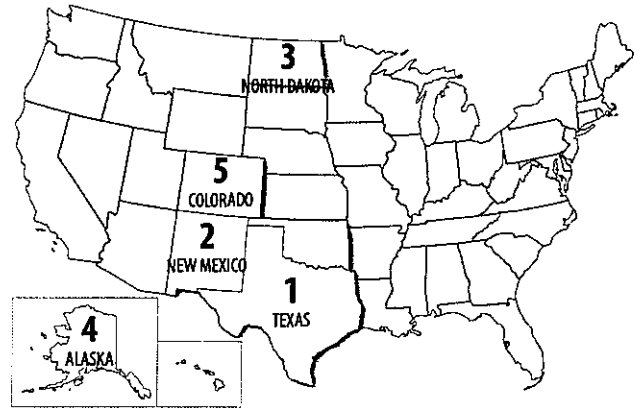 3
NORTH DAKOTA
5
COLORADO
2
NEW MEXICO
1
TEXAS
4
ALASKA